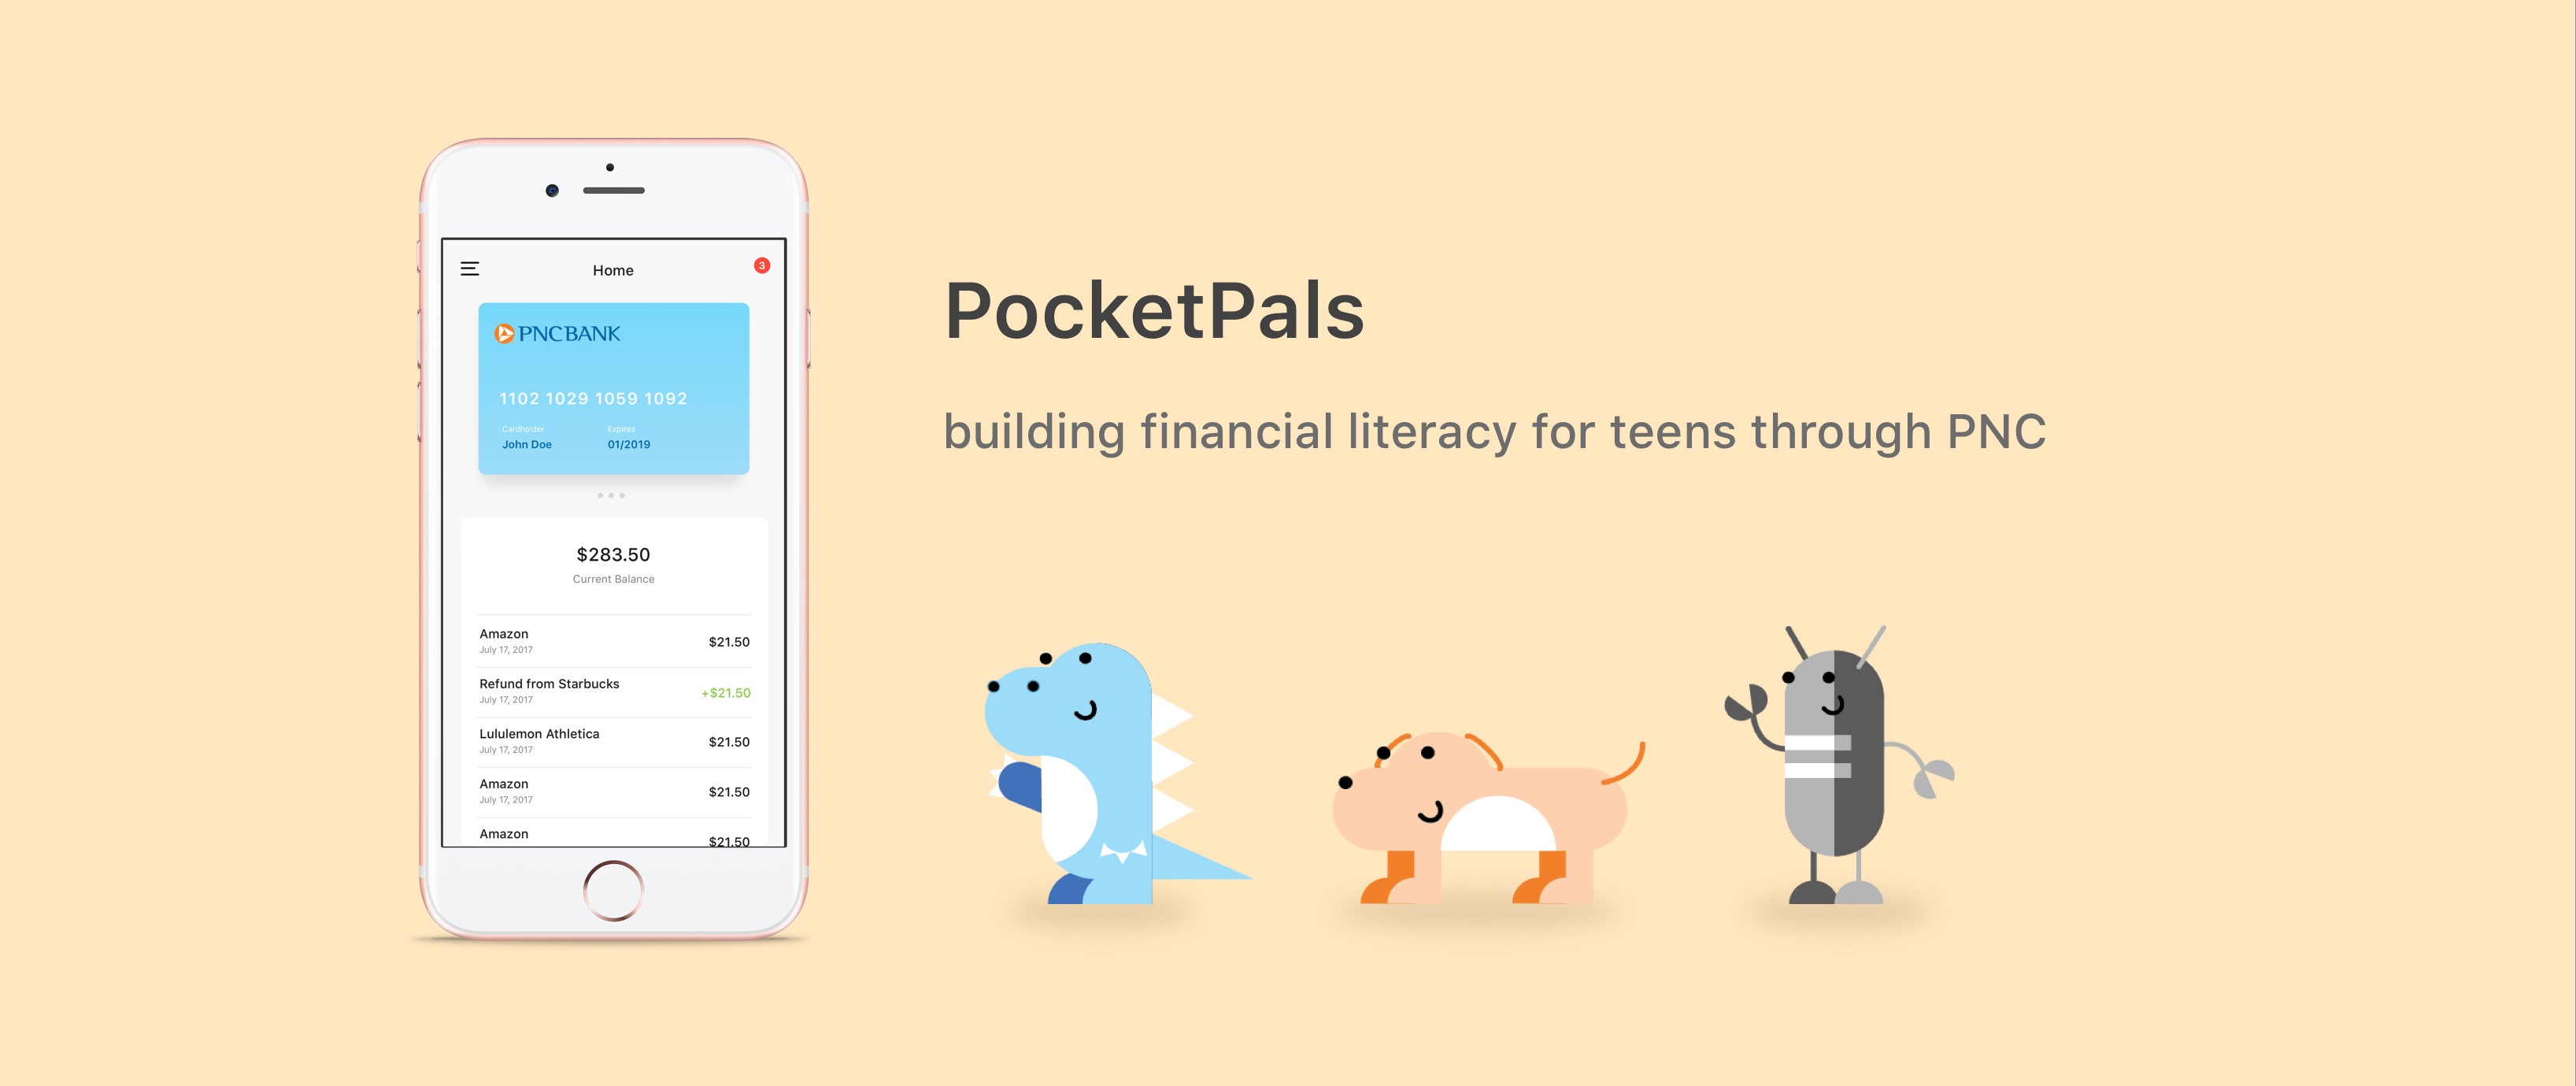 Home
3
PNC BANK
1102 1029 1059 1092
Cardholder Expires
John Doe 01/2019
$283.50
Current Balance
Amazon
July 17, 2017
$21.50
Refund from Starbucks
July 17, 2017
+$21.50
Lululemon Athletica
July 17, 2017
$21.50
Amazon
July 17, 2017
$21.50
Amazon
$21.50
PocketPals
building financial literacy for teens through PNC